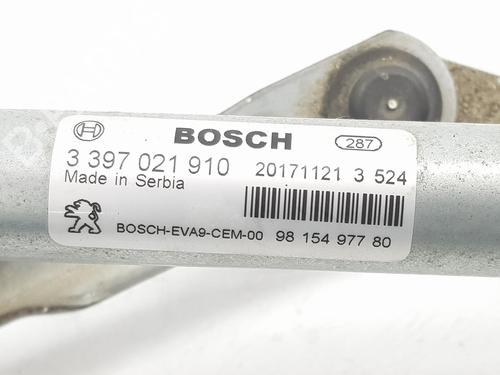 BOSCH
287
3 397 021 910
20171121 3 524
Made in Serbia
BOSCH-EVA9-CEM-00
98 154 977 80